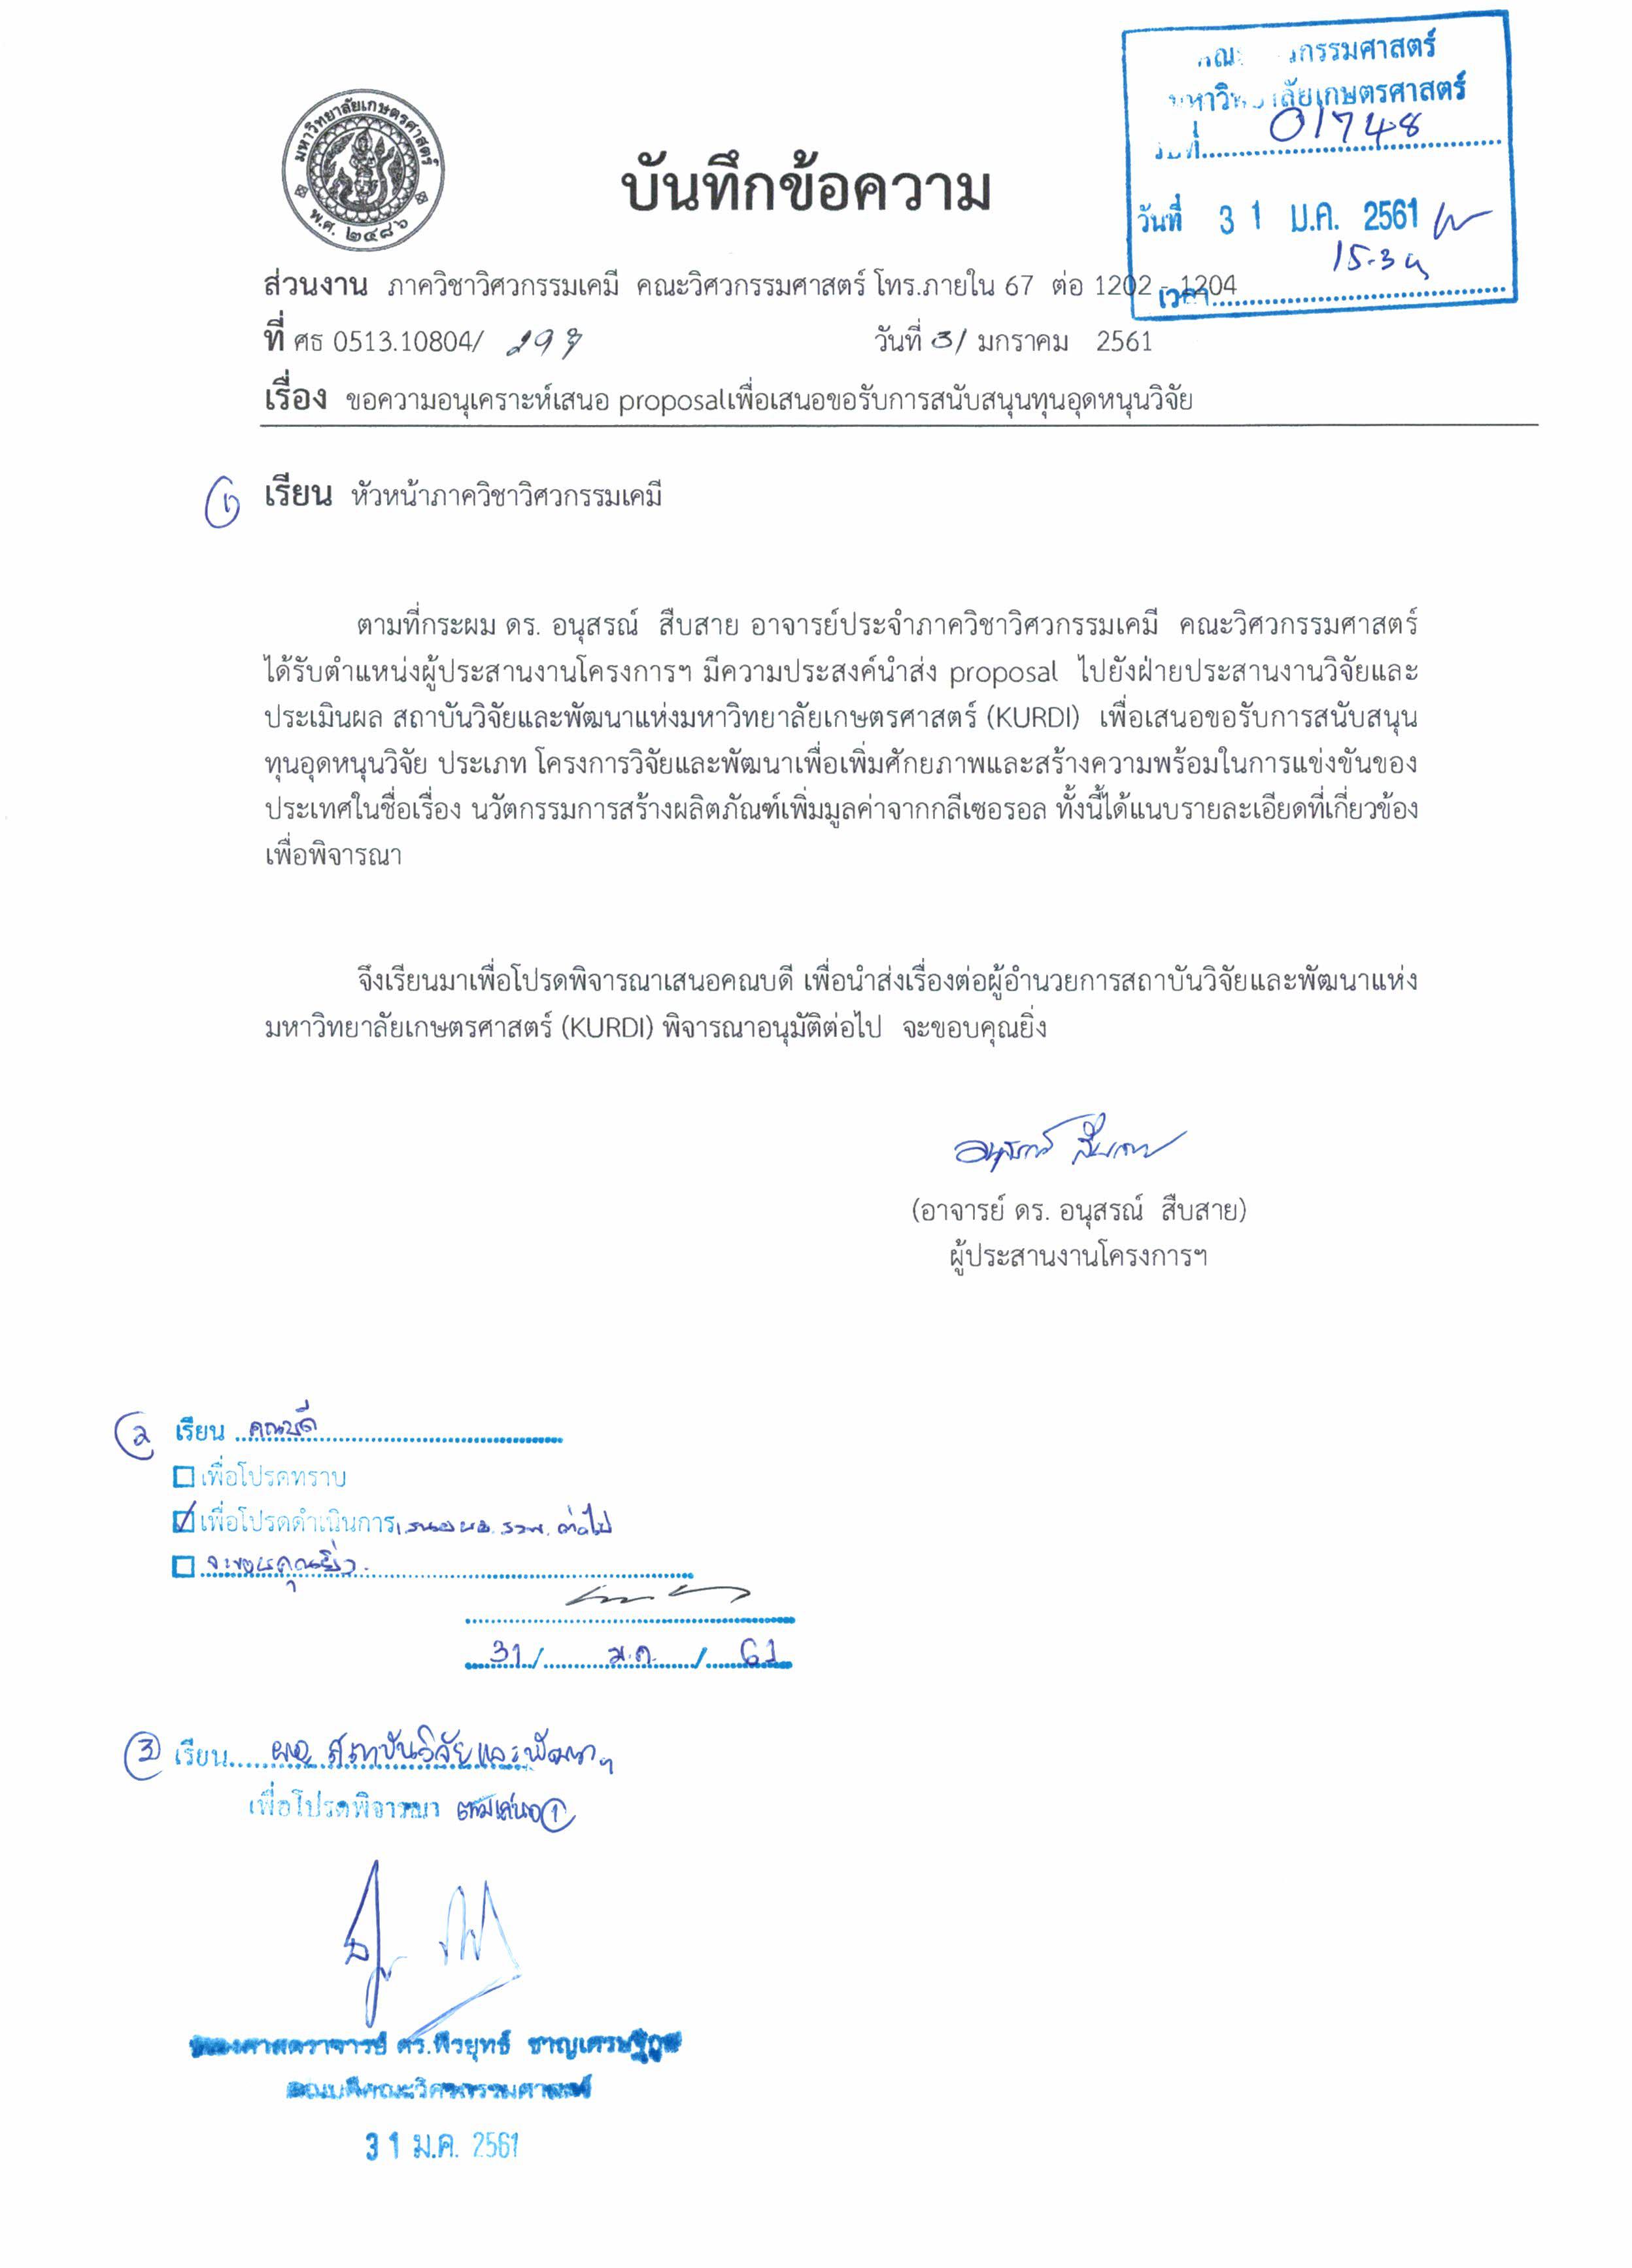 คณะวิศวกรรมศาสตร์
มหาวิทยาลัยเกษตรศาสตร์
รับที่ 01748
วันที่ 31 ม.ค. 2561
เวลา
มหาวิทยาลัยเกษตรศาสตร์
พ.ศ. ๒๔๘๖
บันทึกข้อความ
ส่วนงาน ภาควิชาวิศวกรรมเคมี คณะวิศวกรรมศาสตร์ โทร.ภายใน 67 ต่อ 1202 - 1204
ที่ ศธ 0513.10804/ วันที่ 31 มกราคม 2561
เรื่อง ขอความอนุเคราะห์เสนอ proposalเพื่อเสนอขอรับการสนับสนุนทุนอุดหนุนวิจัย
เรียน หัวหน้าภาควิชาวิศวกรรมเคมี
ตามที่กระผม ดร. อนุสรณ์ สืบสาย อาจารย์ประจำภาควิชาวิศวกรรมเคมี คณะวิศวกรรมศาสตร์
ได้รับตำแหน่งผู้ประสานงานโครงการฯ มีความประสงค์นำส่ง proposal ไปยังฝ่ายประสานงานวิจัยและ
ประเมินผล สถาบันวิจัยและพัฒนาแห่งมหาวิทยาลัยเกษตรศาสตร์ (KURDI) เพื่อเสนอขอรับการสนับสนุน
ทุนอุดหนุนวิจัย ประเภท โครงการวิจัยและพัฒนาเพื่อเพิ่มศักยภาพและสร้างความพร้อมในการแข่งขันของ
ประเทศในชื่อเรื่อง นวัตกรรมการสร้างผลิตภัณฑ์เพิ่มมูลค่าจากกลีเซอรอล ทั้งนี้ได้แนบรายละเอียดที่เกี่ยวข้อง
เพื่อพิจารณา
จึงเรียนมาเพื่อโปรดพิจารณาเสนอคณบดี เพื่อนำส่งเรื่องต่อผู้อำนวยการสถาบันวิจัยและพัฒนาแห่ง
มหาวิทยาลัยเกษตรศาสตร์ (KURDI) พิจารณาอนุมัติต่อไป จะขอบคุณยิ่ง
อนุสรณ์ สืบสาย
(อาจารย์ ดร. อนุสรณ์ สืบสาย)
ผู้ประสานงานโครงการฯ
2 เรียน คณบดี
เพื่อโปรดทราบ
เพื่อโปรดดำเนินการ เสนอ ผอ. สวพ. ต่อไป
จะขอบคุณยิ่ง
31 / ม.ค. / 61
3 เรียน ผอ. สถาบันวิจัยและพัฒนาฯ
เพื่อโปรดพิจารณา ตามเสนอ 1
รองศาสตราจารย์ ดร.พีรยุทธ์ ชาญเศรษฐิกุล
คณบดีคณะวิศวกรรมศาสตร์
31 ม.ค. 2561